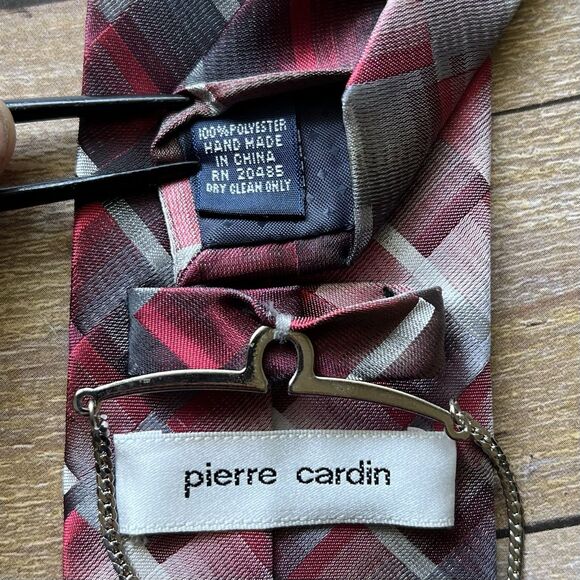 100% POLYESTER
HAND MADE
IN CHINA
RN 20485
DRY CLEAN ONLY
pierre cardin